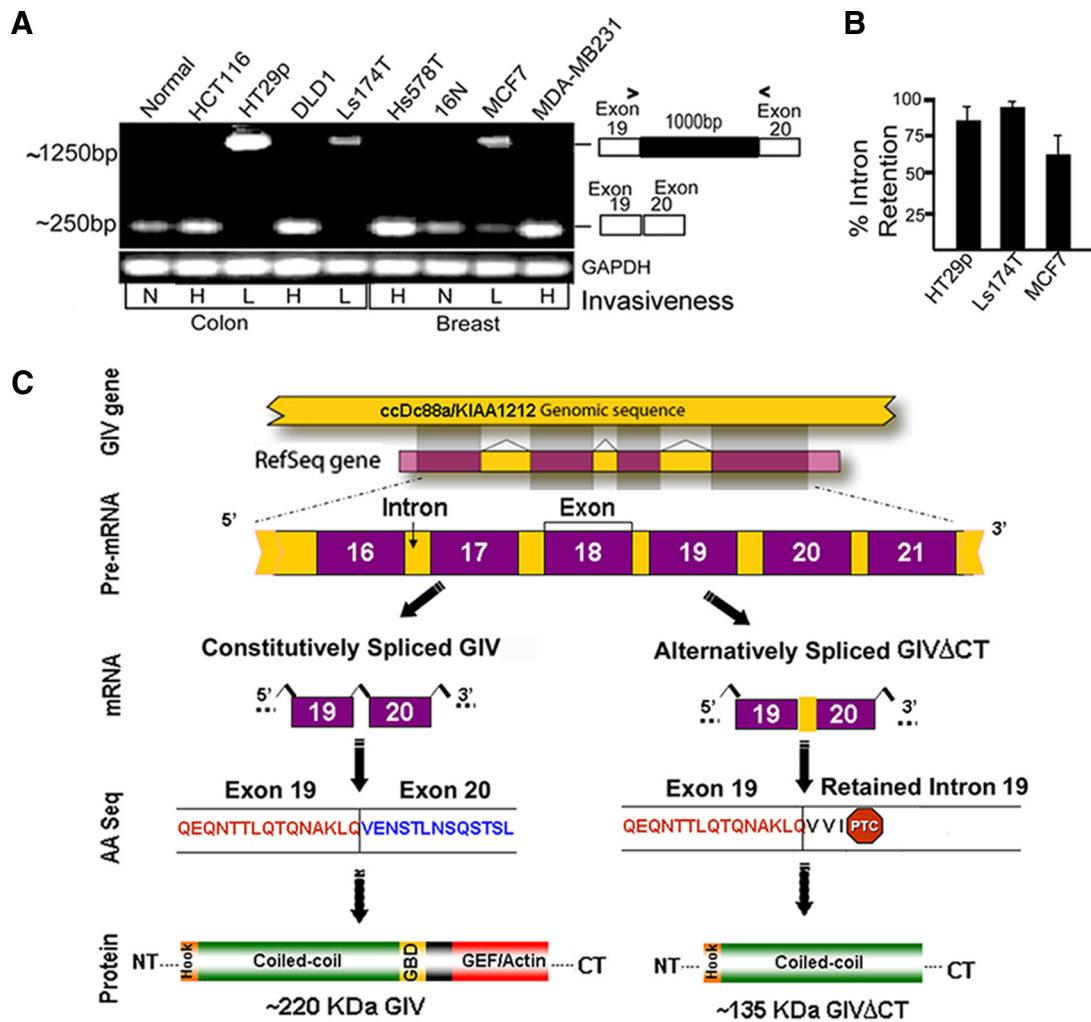 A
Normal
HCT116
HT29p
DLD1
Ls174T
Hs578T
16N
MCF7
MDA-MB231
~1250bp
~250bp
Exon 19
1000bp
Exon 20
Exon 19
Exon 20
GAPDH
N H L H L H N L H
Invasiveness
Colon
Breast
B
% Intron Retention
100
75
50
25
HT29p
Ls174T
MCF7
C
GIV gene
ccDc88a/KIAA1212 Genomic sequence
RefSeq gene
Pre-mRNA
5’
Intron
Exon
3’
16 17 18 19 20 21
mRNA
Constitutively Spliced GIV
Alternatively Spliced GIVΔCT
5’ 19 20 3’
5’ 19 20 3’
AA Seq
Exon 19 Exon 20
QEQNTTLQTQNAKLQVENSTLNSQSTSL
Exon 19 Retained Intron 19
QEQNTTLQTQNAKLQVVI PTC
Protein
NT Hook Coiled-coil GBD GEF/Actin CT
~220 KDa GIV
NT Hook Coiled-coil CT
~135 KDa GIVΔCT